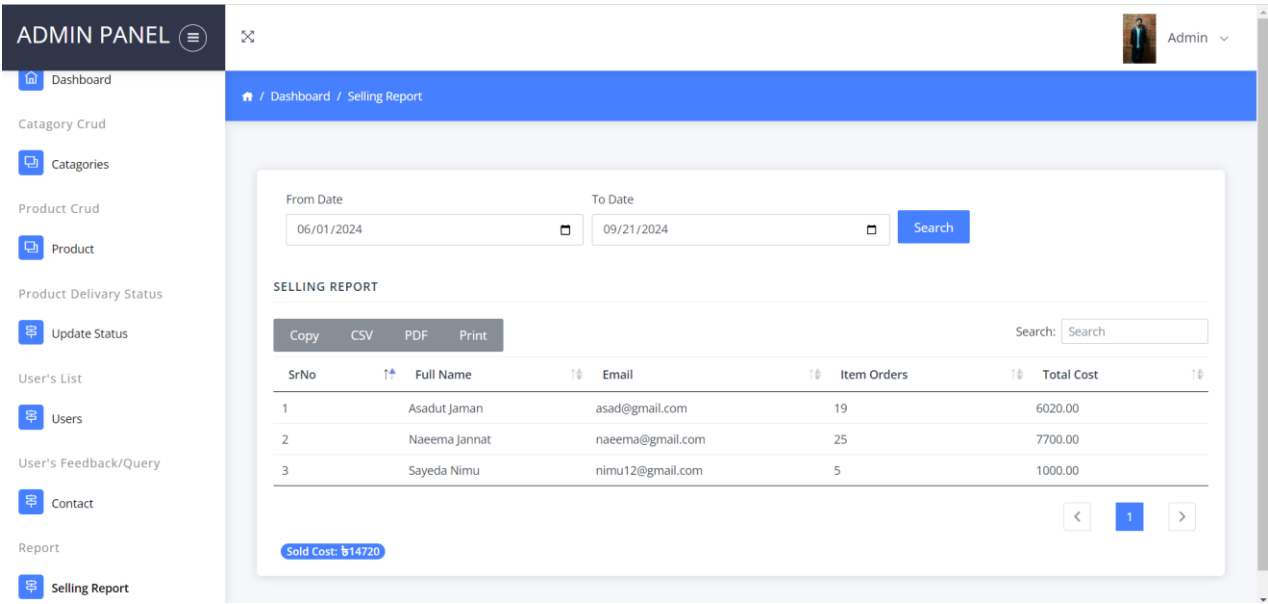 ADMIN PANEL
Admin
Dashboard
/ Dashboard / Selling Report
Catagory Crud
Catagories
Product Crud
Product
Product Delivary Status
Update Status
User's List
Users
User's Feedback/Query
Contact
Report
Selling Report
From Date To Date
06/01/2024 09/21/2024 Search
SELLING REPORT
Copy CSV PDF Print Search: Search
SrNo Full Name Email Item Orders Total Cost
1 Asadut Jaman asad@gmail.com 19 6020.00
2 Naeema Jannat naeema@gmail.com 25 7700.00
3 Sayeda Nimu nimu12@gmail.com 5 1000.00
< 1 >
Sold Cost: ৳14720